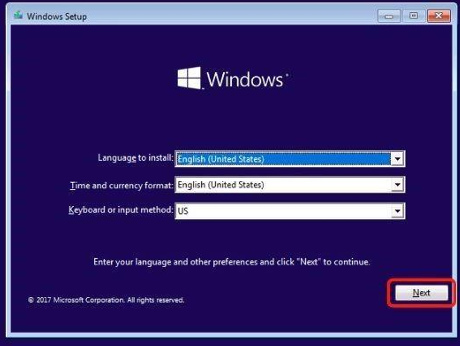 Windows Setup
Windows
Language to install: English (United States)
Time and currency format: English (United States)
Keyboard or input method: US
Enter your language and other preferences and click "Next" to continue.
Next
© 2017 Microsoft Corporation. All rights reserved.